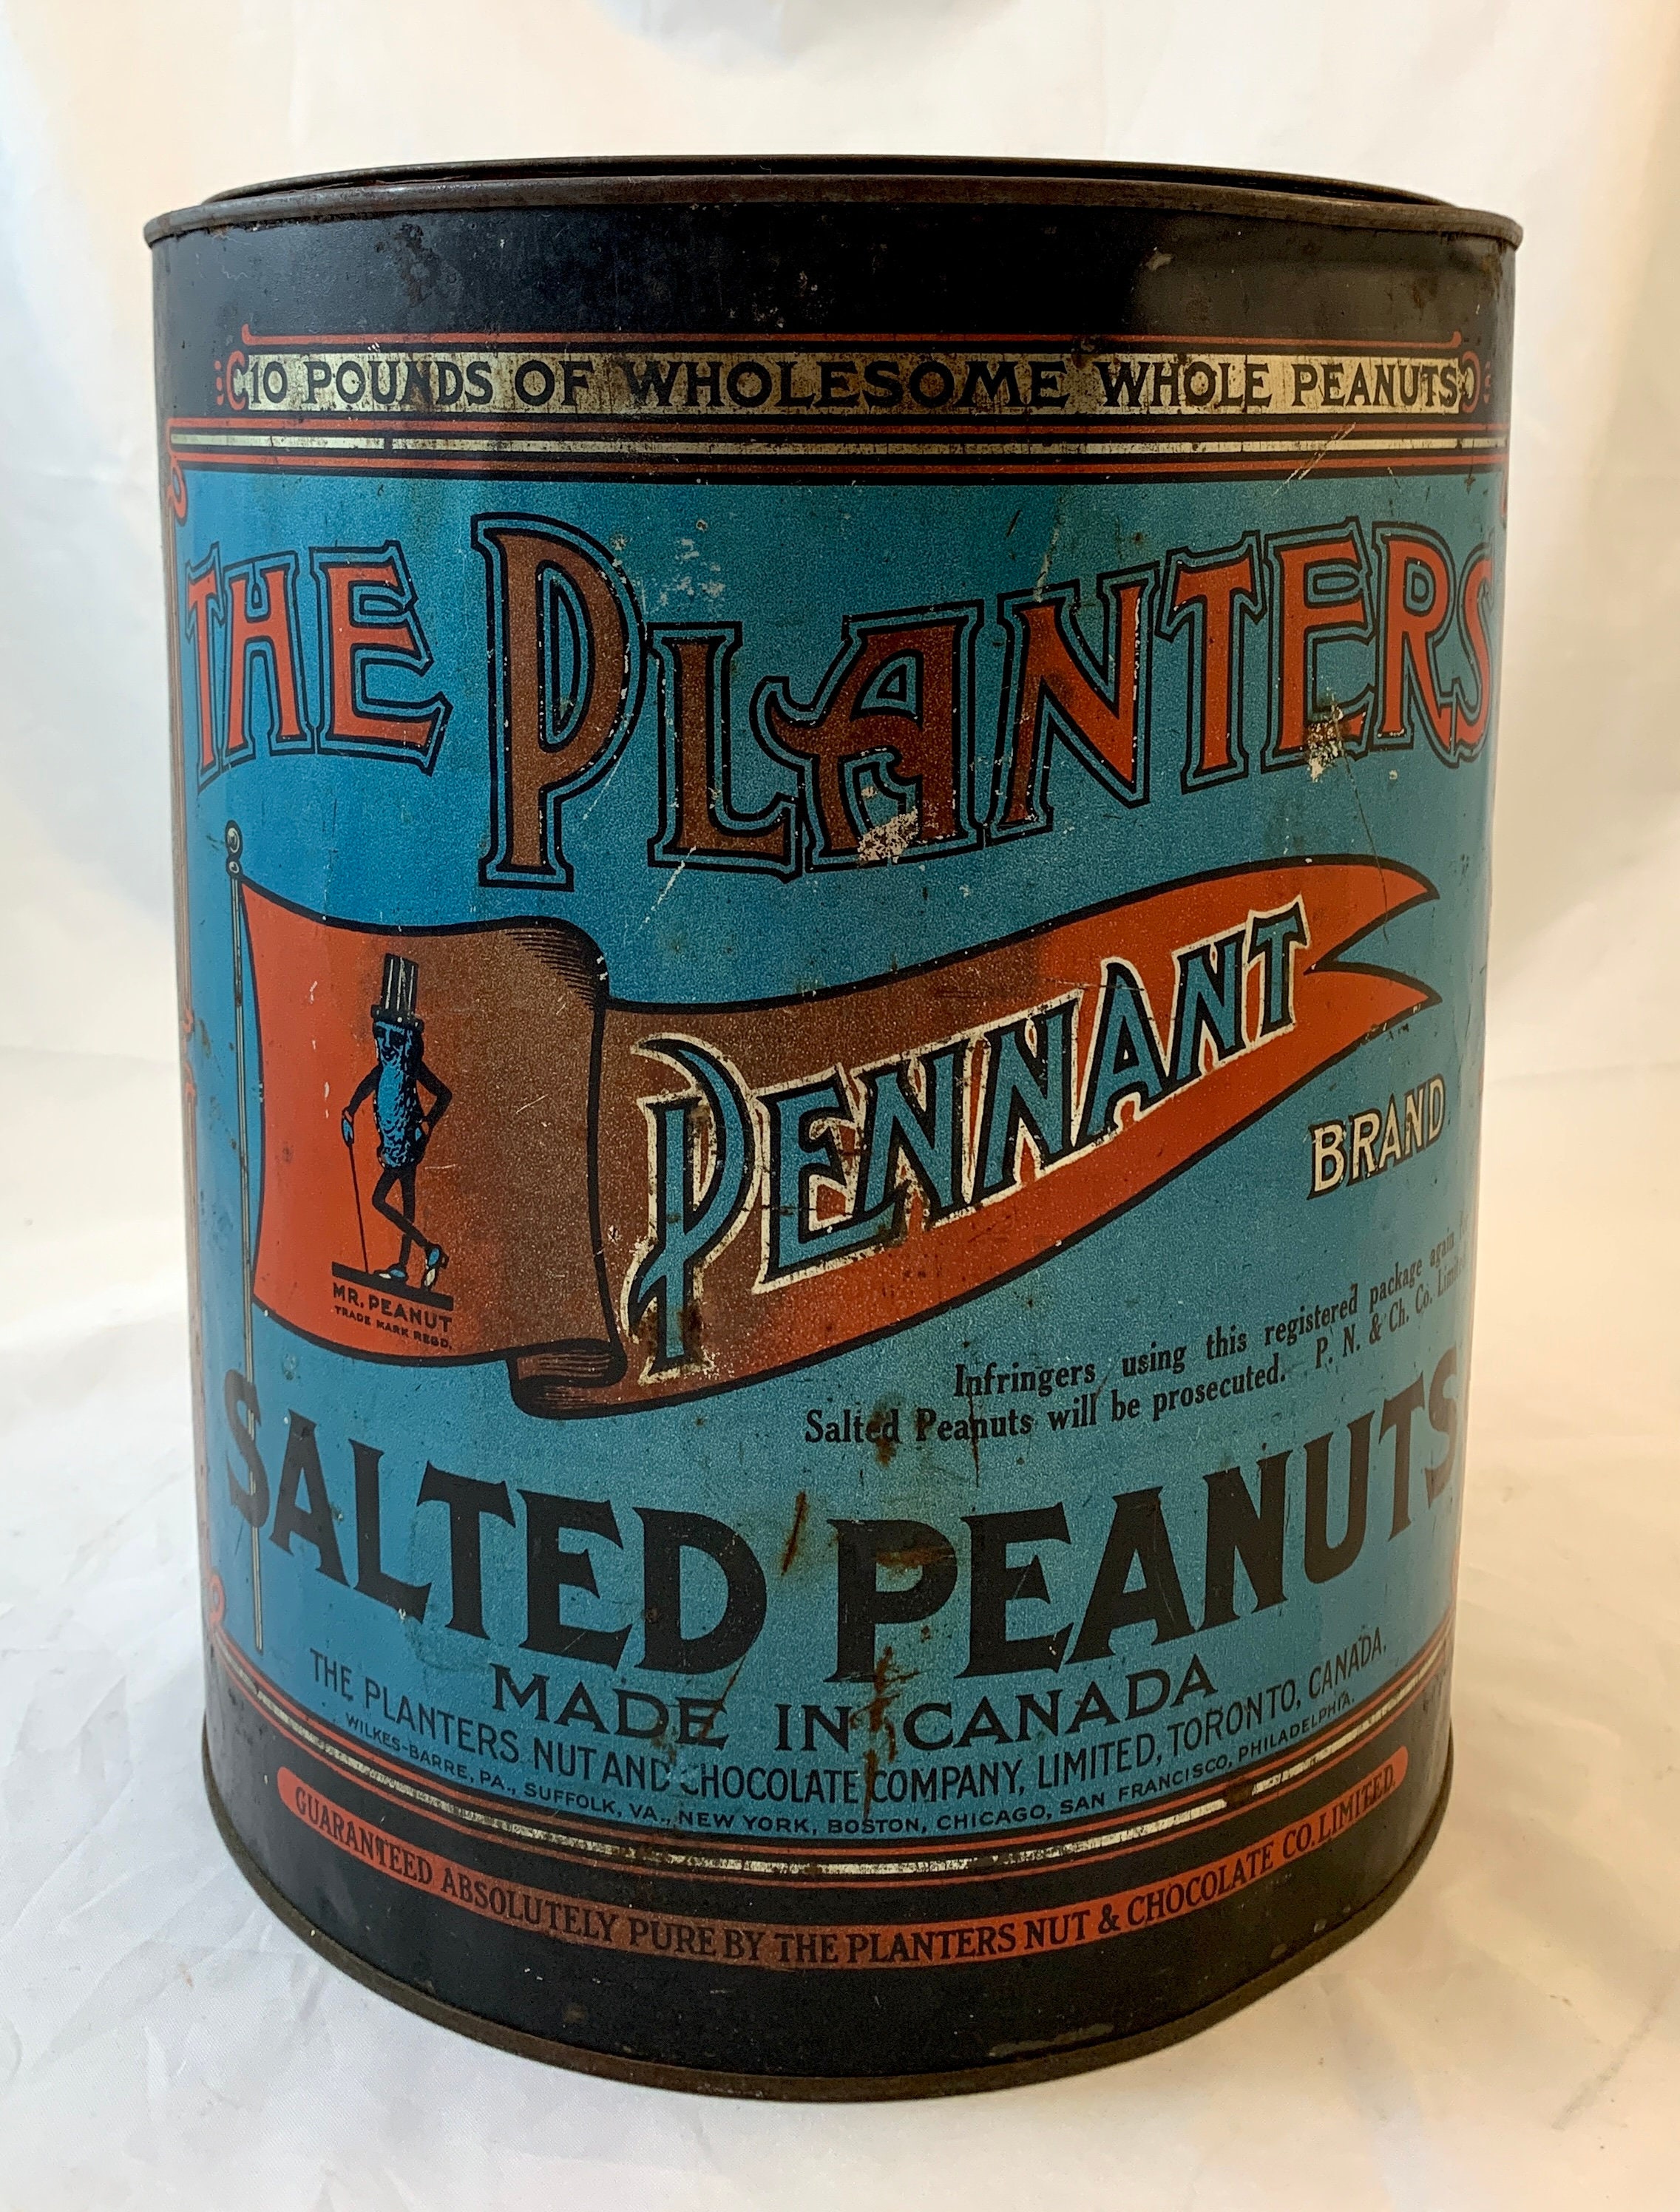 10 POUNDS OF WHOLESOME WHOLE PEANUTS
THE PLANTERS
PENNANT
BRAND
MR. PEANUT
TRADE MARK REGD.
Infringers using this registered package again for
Salted Peanuts will be prosecuted. P. N. & Ch. Co. Limited
SALTED PEANUTS
MADE IN CANADA
THE PLANTERS NUT AND CHOCOLATE COMPANY, LIMITED, TORONTO, CANADA.
WILKES-BARRE, PA., SUFFOLK, VA., NEW YORK, BOSTON, CHICAGO, SAN FRANCISCO, PHILADELPHIA.
GUARANTEED ABSOLUTELY PURE BY THE PLANTERS NUT & CHOCOLATE CO. LIMITED.